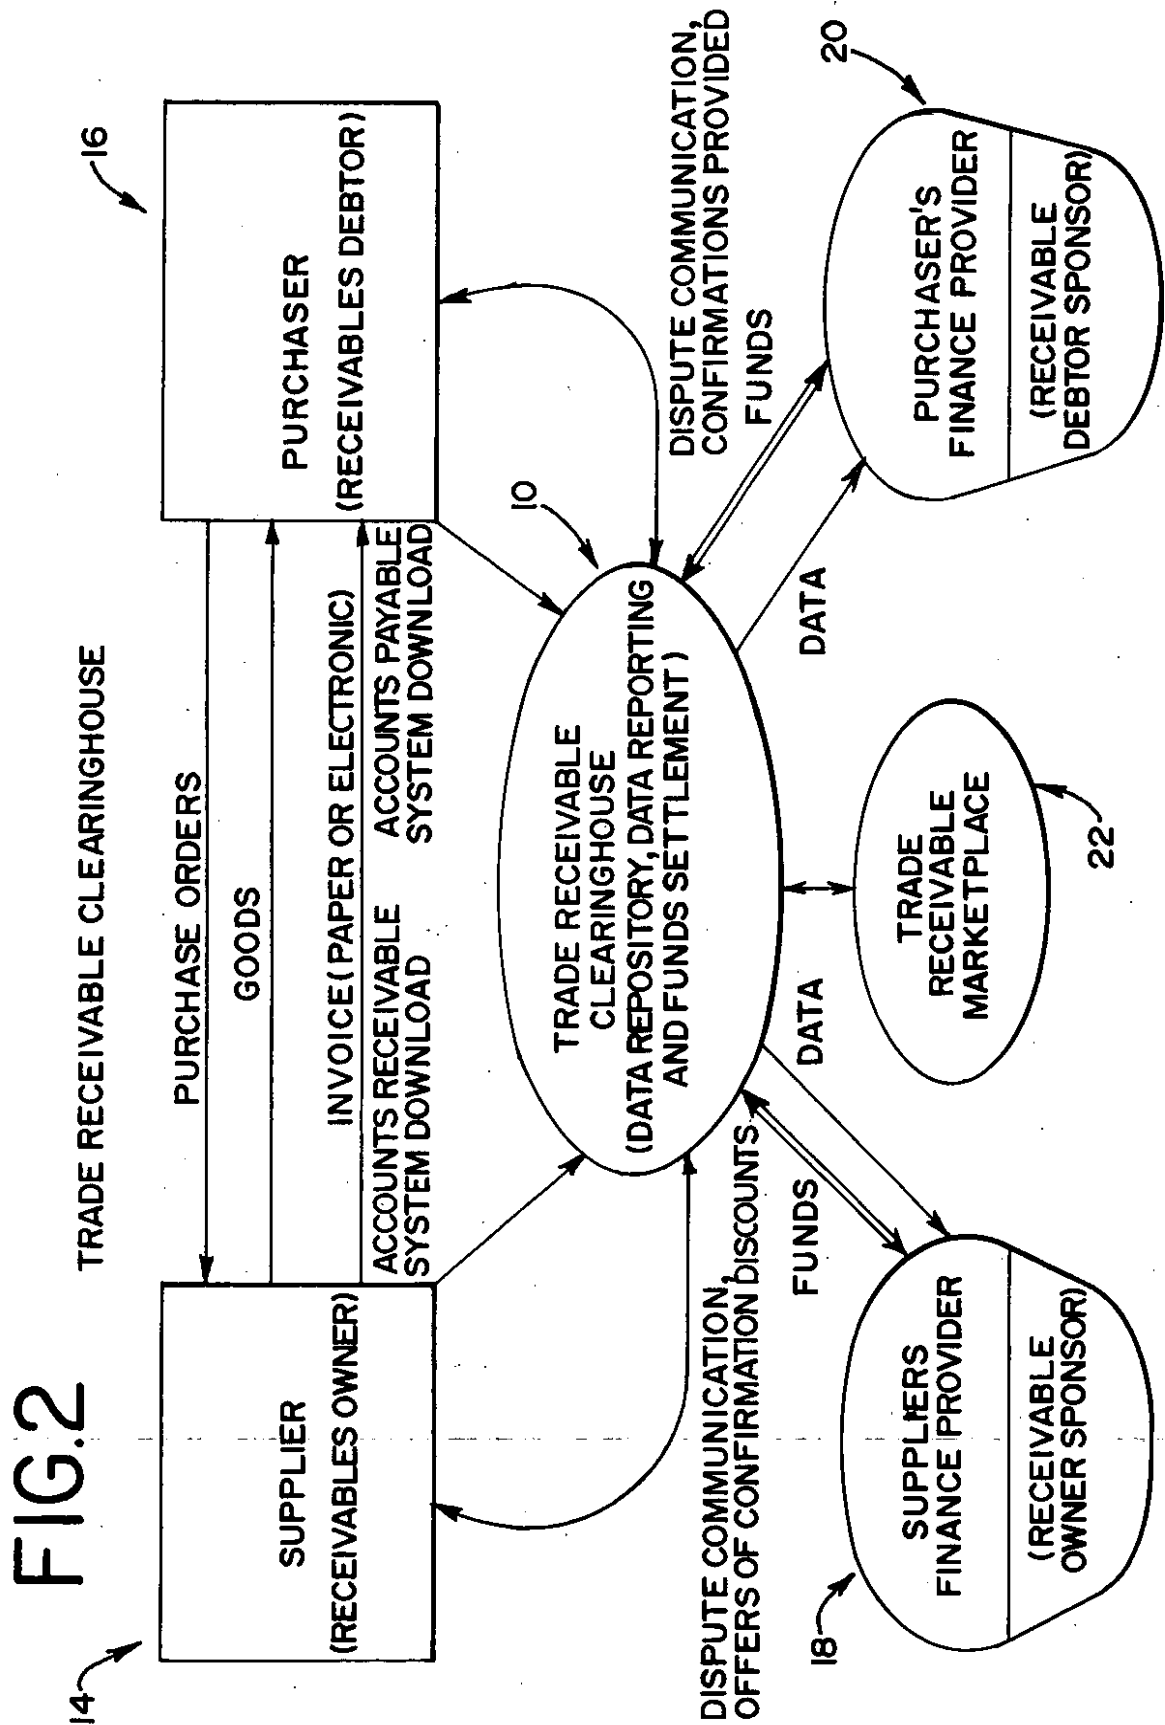 FIG.2
TRADE RECEIVABLE CLEARINGHOUSE
14
16
SUPPLIER
(RECEIVABLES OWNER)
PURCHASE ORDERS
GOODS
INVOICE (PAPER OR ELECTRONIC)
PURCHASER
(RECEIVABLES DEBTOR)
ACCOUNTS RECEIVABLE
SYSTEM DOWNLOAD
ACCOUNTS PAYABLE
SYSTEM DOWNLOAD
10
TRADE RECEIVABLE
CLEARINGHOUSE
(DATA REPOSITORY, DATA REPORTING
AND FUNDS SETTLEMENT)
DISPUTE COMMUNICATION,
OFFERS OF CONFIRMATION DISCOUNTS
FUNDS
DATA
DISPUTE COMMUNICATION,
CONFIRMATIONS PROVIDED
FUNDS
DATA
18
SUPPLIERS
FINANCE PROVIDER
(RECEIVABLE
OWNER SPONSOR)
TRADE
RECEIVABLE
MARKETPLACE
22
20
PURCHASER'S
FINANCE PROVIDER
(RECEIVABLE
DEBTOR SPONSOR)